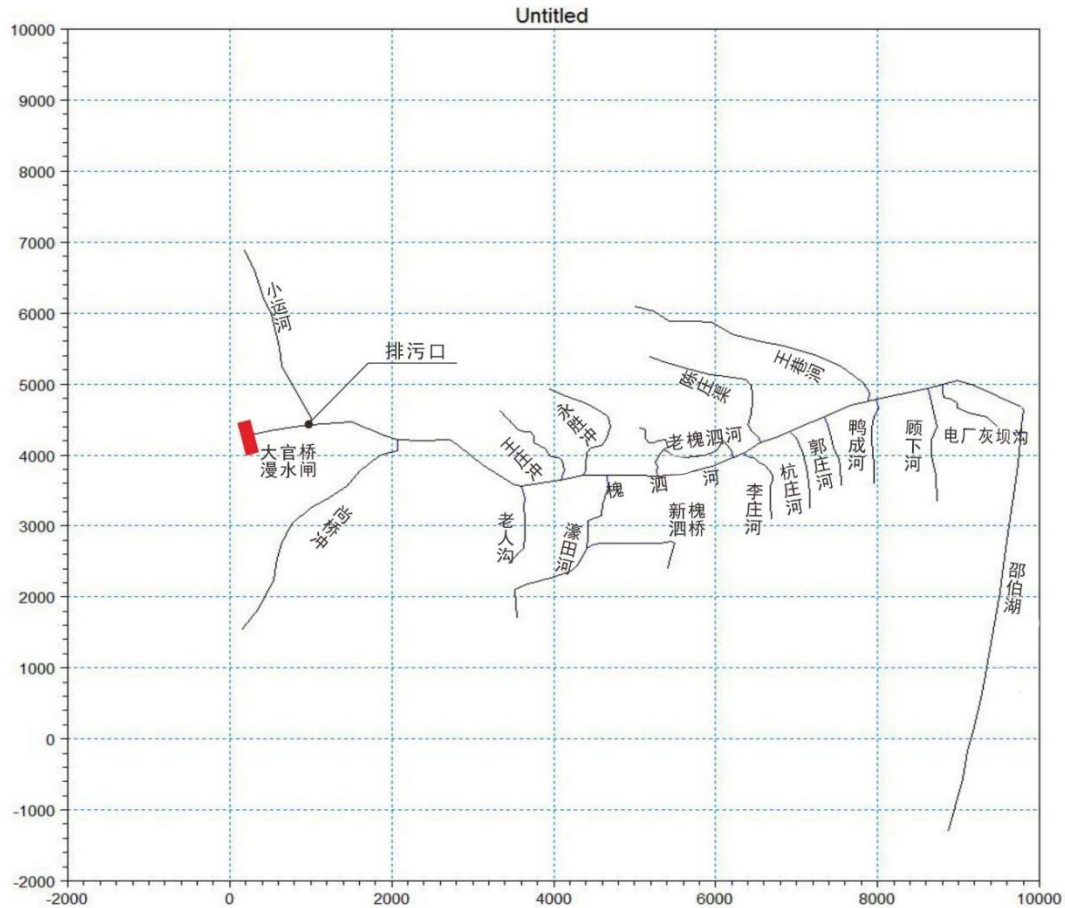 Untitled
10000
9000
8000
7000
6000
5000
4000
3000
2000
1000
0
-1000
-2000
-2000
0
2000
4000
6000
8000
10000
小运河
排污口
大官桥
漫水闸
尚桥冲
王庄冲
永胜冲
老人沟
濠田河
陈庄渠
王巷河
老槐泗河
槐泗河
新槐
泗桥
李庄河
杭庄河
郭庄河
鸭成河
顾下河
电厂灰坝沟
邵伯湖